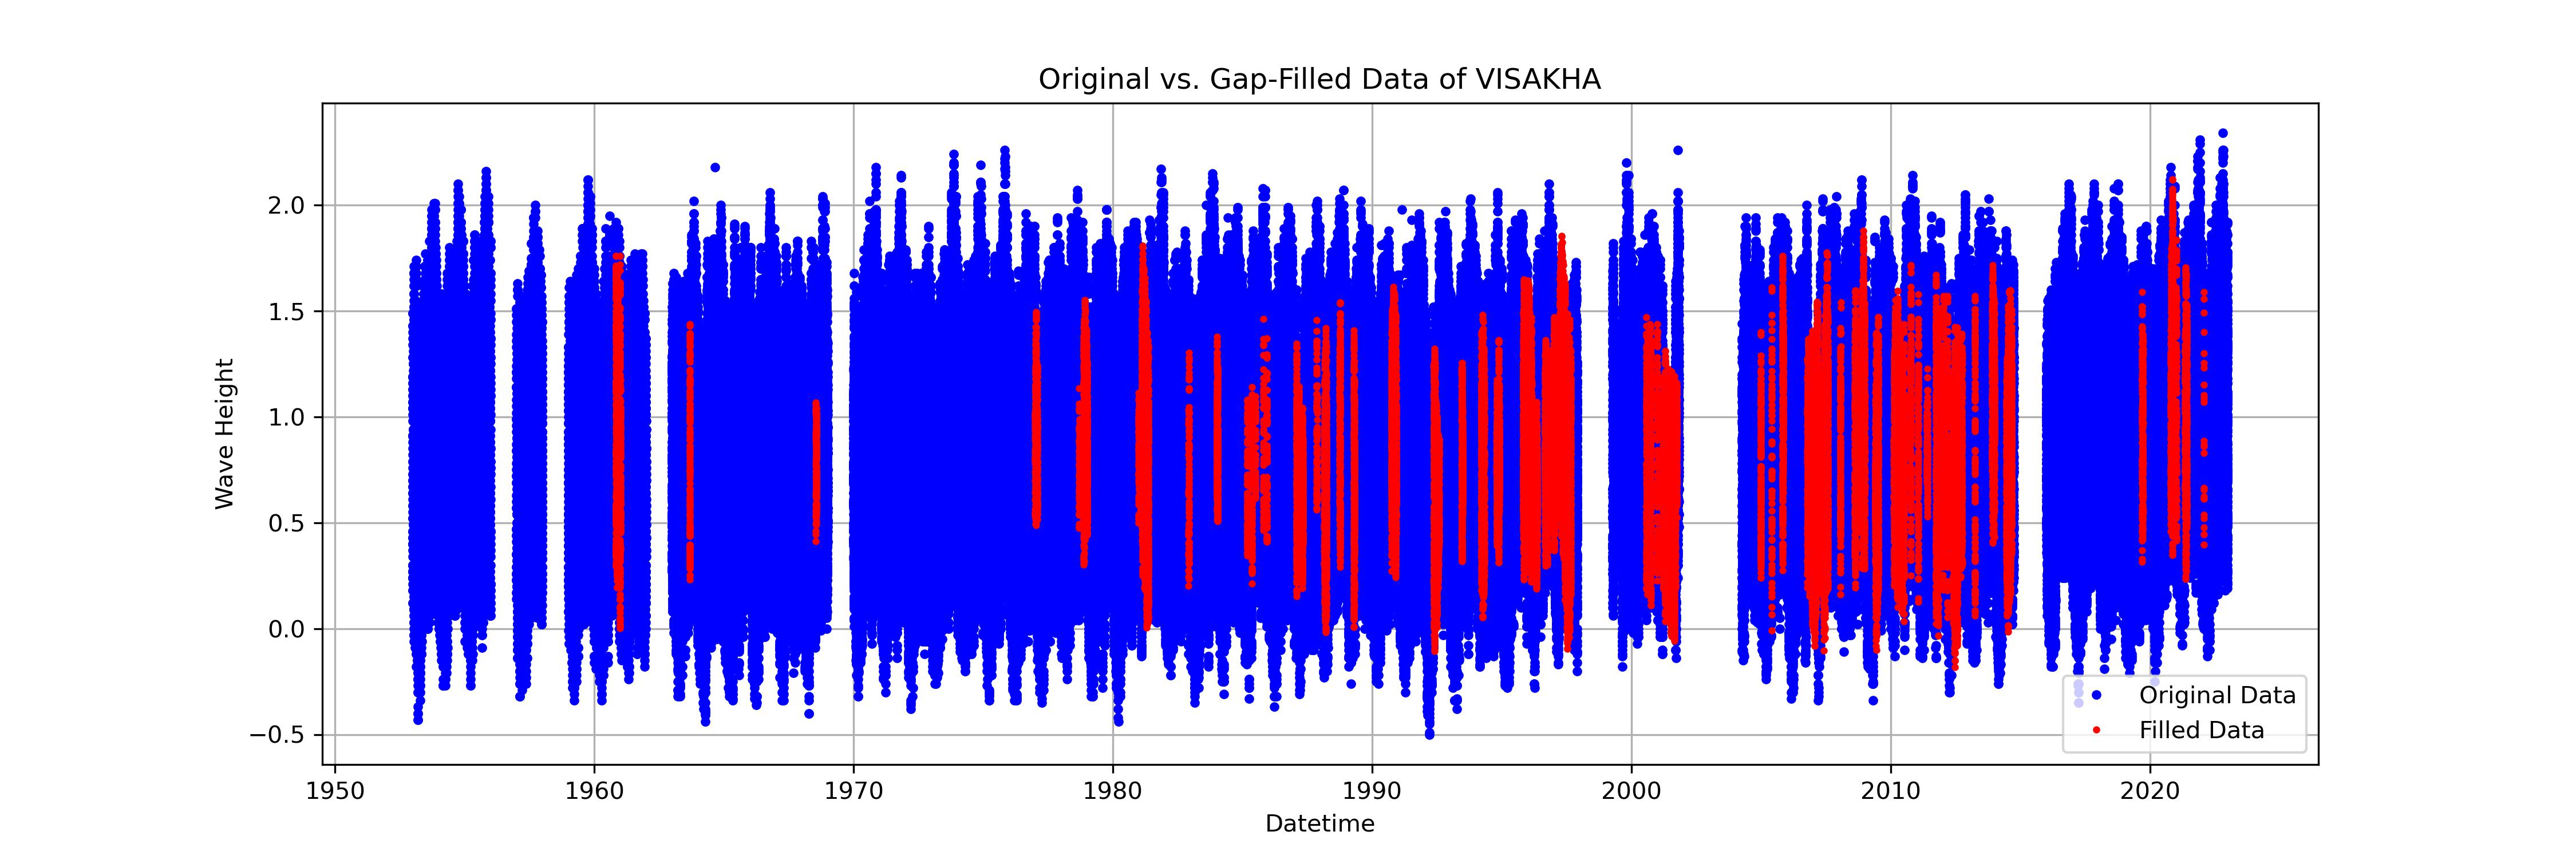 Original vs. Gap-Filled Data of VISAKHA
Wave Height
2.0
1.5
1.0
0.5
0.0
−0.5
Original Data
Filled Data
1950 1960 1970 1980 1990 2000 2010 2020
Datetime